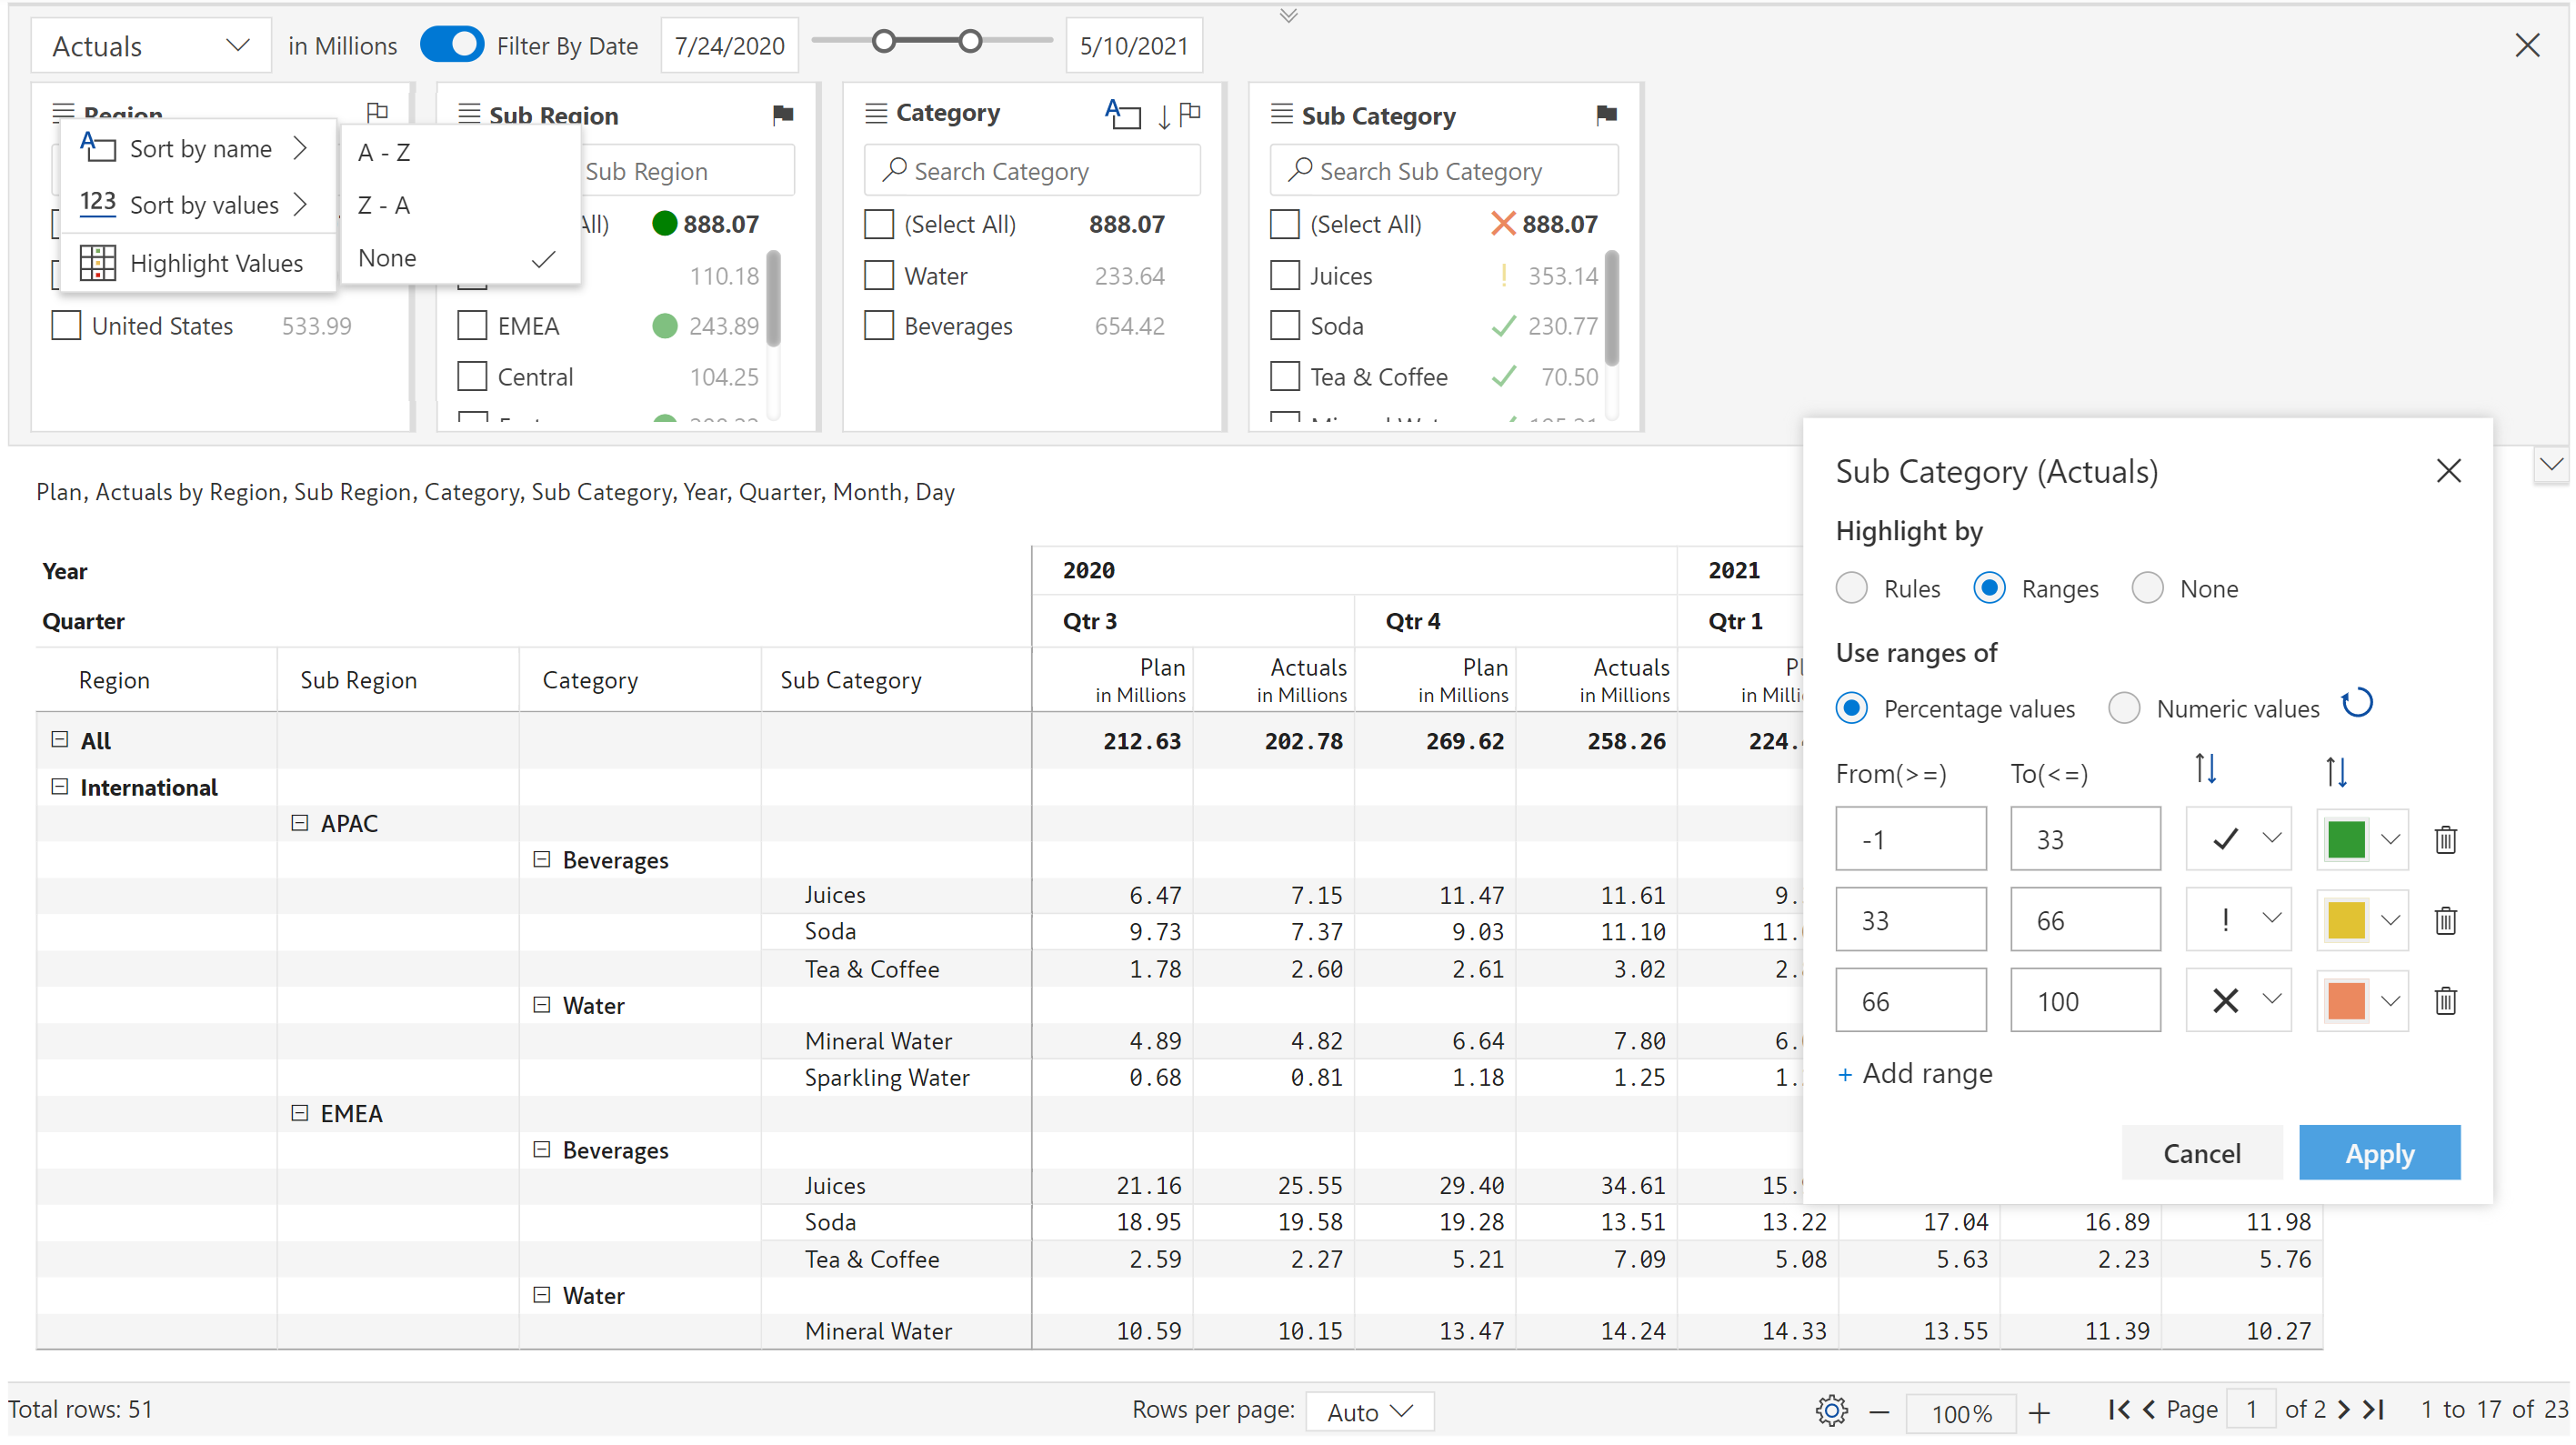 Actuals in Millions Filter By Date 7/24/2020 5/10/2021
Region
Sub Region
Category
Sub Category
Sort by name
Sort by values
Highlight Values
A - Z
Z - A
None
United States 533.99
Sub Region
All) 888.07
110.18
EMEA 243.89
Central 104.25
Search Category
(Select All) 888.07
Water 233.64
Beverages 654.42
Search Sub Category
(Select All) 888.07
Juices 353.14
Soda 230.77
Tea & Coffee 70.50
Plan, Actuals by Region, Sub Region, Category, Sub Category, Year, Quarter, Month, Day
Year 2020 2021
Quarter Qtr 3 Qtr 4 Qtr 1
Region Sub Region Category Sub Category Plan Actuals Plan Actuals
in Millions in Millions in Millions in Millions
All 212.63 202.78 269.62 258.26 224.
International
APAC
Beverages
Juices 6.47 7.15 11.47 11.61 9.
Soda 9.73 7.37 9.03 11.10 11.
Tea & Coffee 1.78 2.60 2.61 3.02 2.
Water
Mineral Water 4.89 4.82 6.64 7.80 6.
Sparkling Water 0.68 0.81 1.18 1.25 1.
EMEA
Beverages
Juices 21.16 25.55 29.40 34.61 15.
Soda 18.95 19.58 19.28 13.51 13.22 17.04 16.89 11.98
Tea & Coffee 2.59 2.27 5.21 7.09 5.08 5.63 2.23 5.76
Water
Mineral Water 10.59 10.15 13.47 14.24 14.33 13.55 11.39 10.27
Sub Category (Actuals)
Highlight by
Rules Ranges None
Use ranges of
Percentage values Numeric values
From(>=) To(<=)
-1 33
33 66
66 100
+ Add range
Cancel Apply
Total rows: 51 Rows per page: Auto 100% Page 1 of 2 1 to 17 of 23